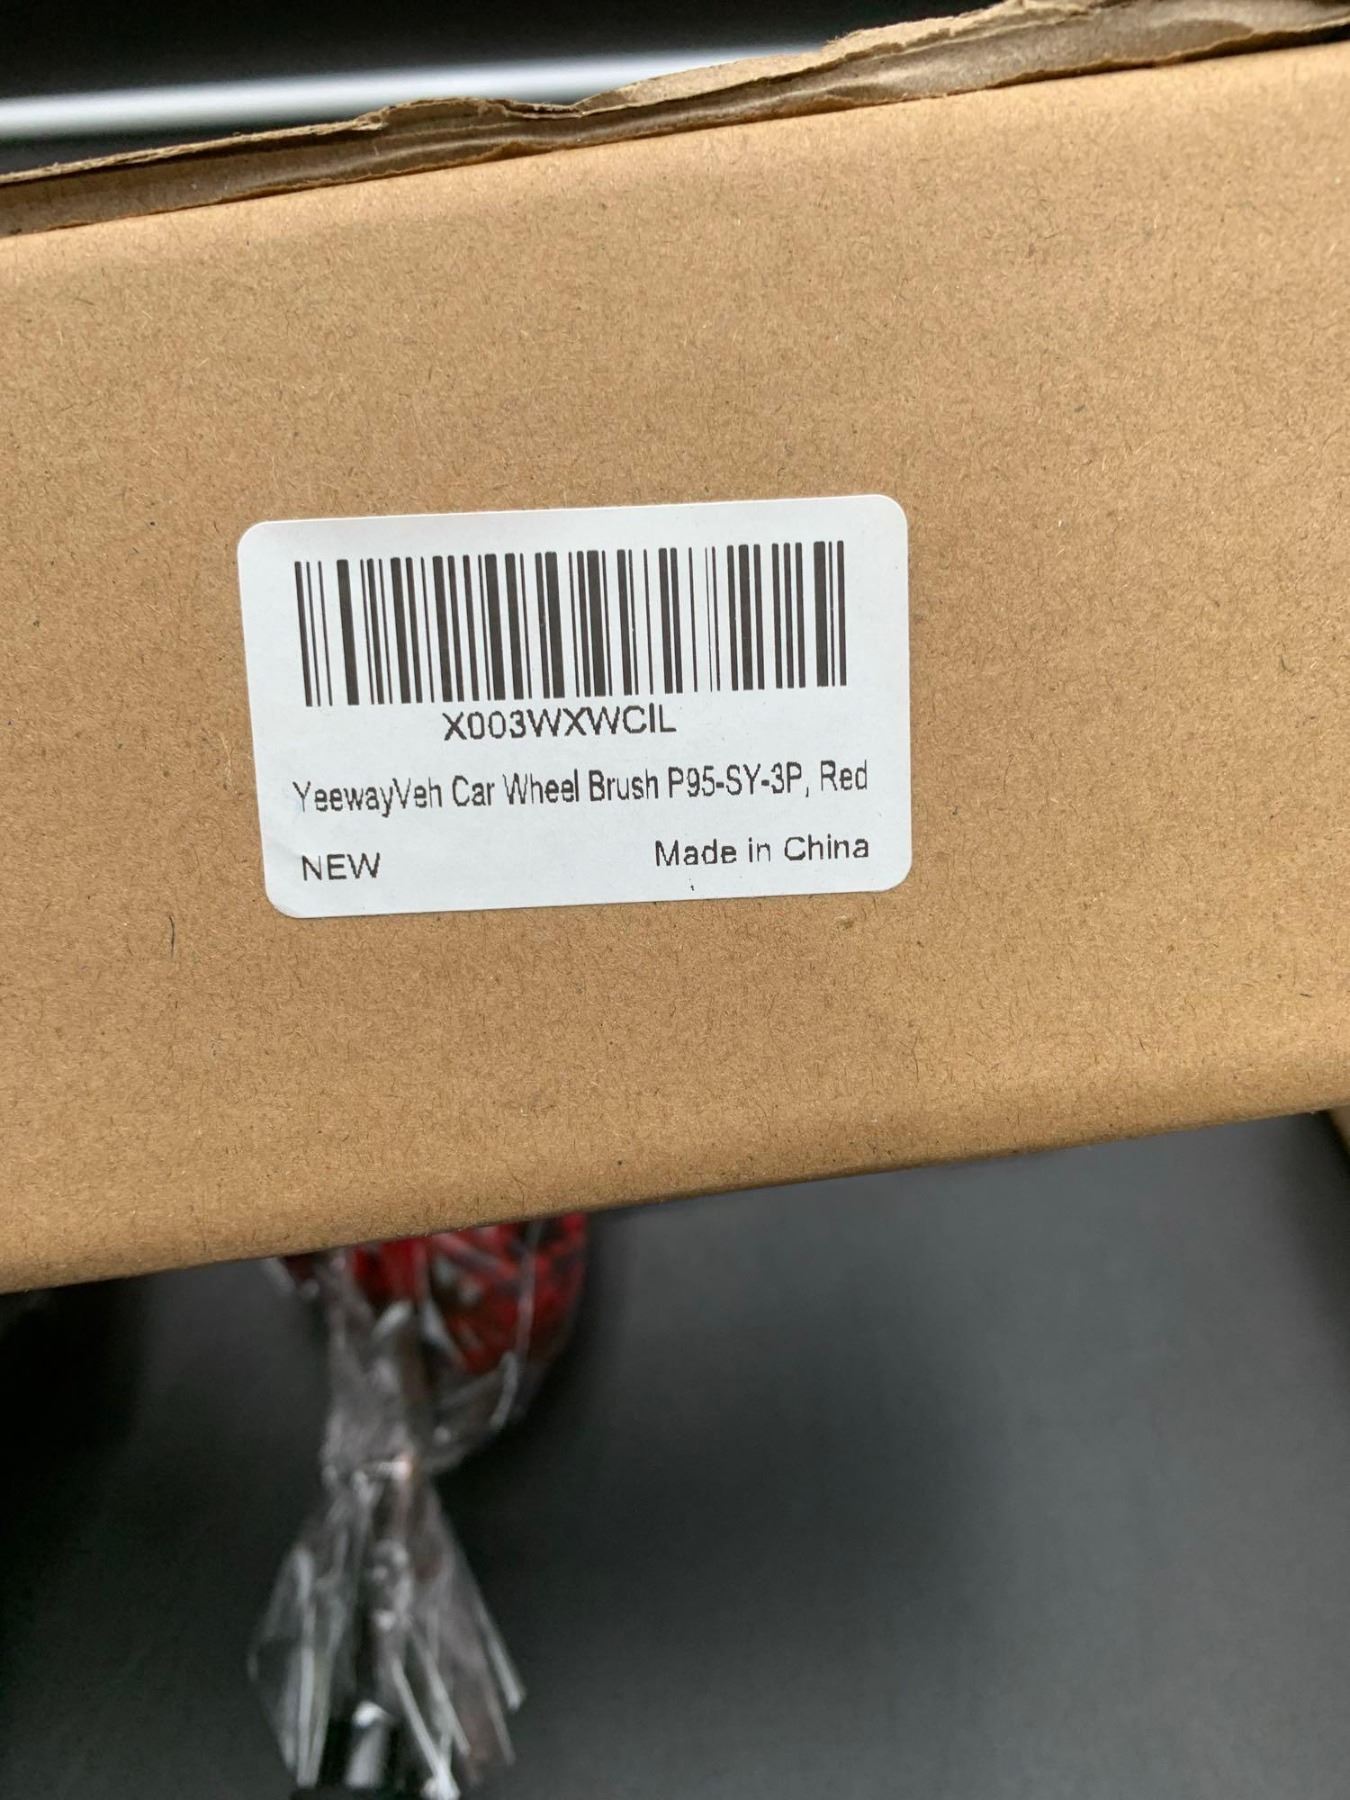 X003WXWCIL
YeewayVeh Car Wheel Brush P95-SY-3P, Red
NEW
Made in China